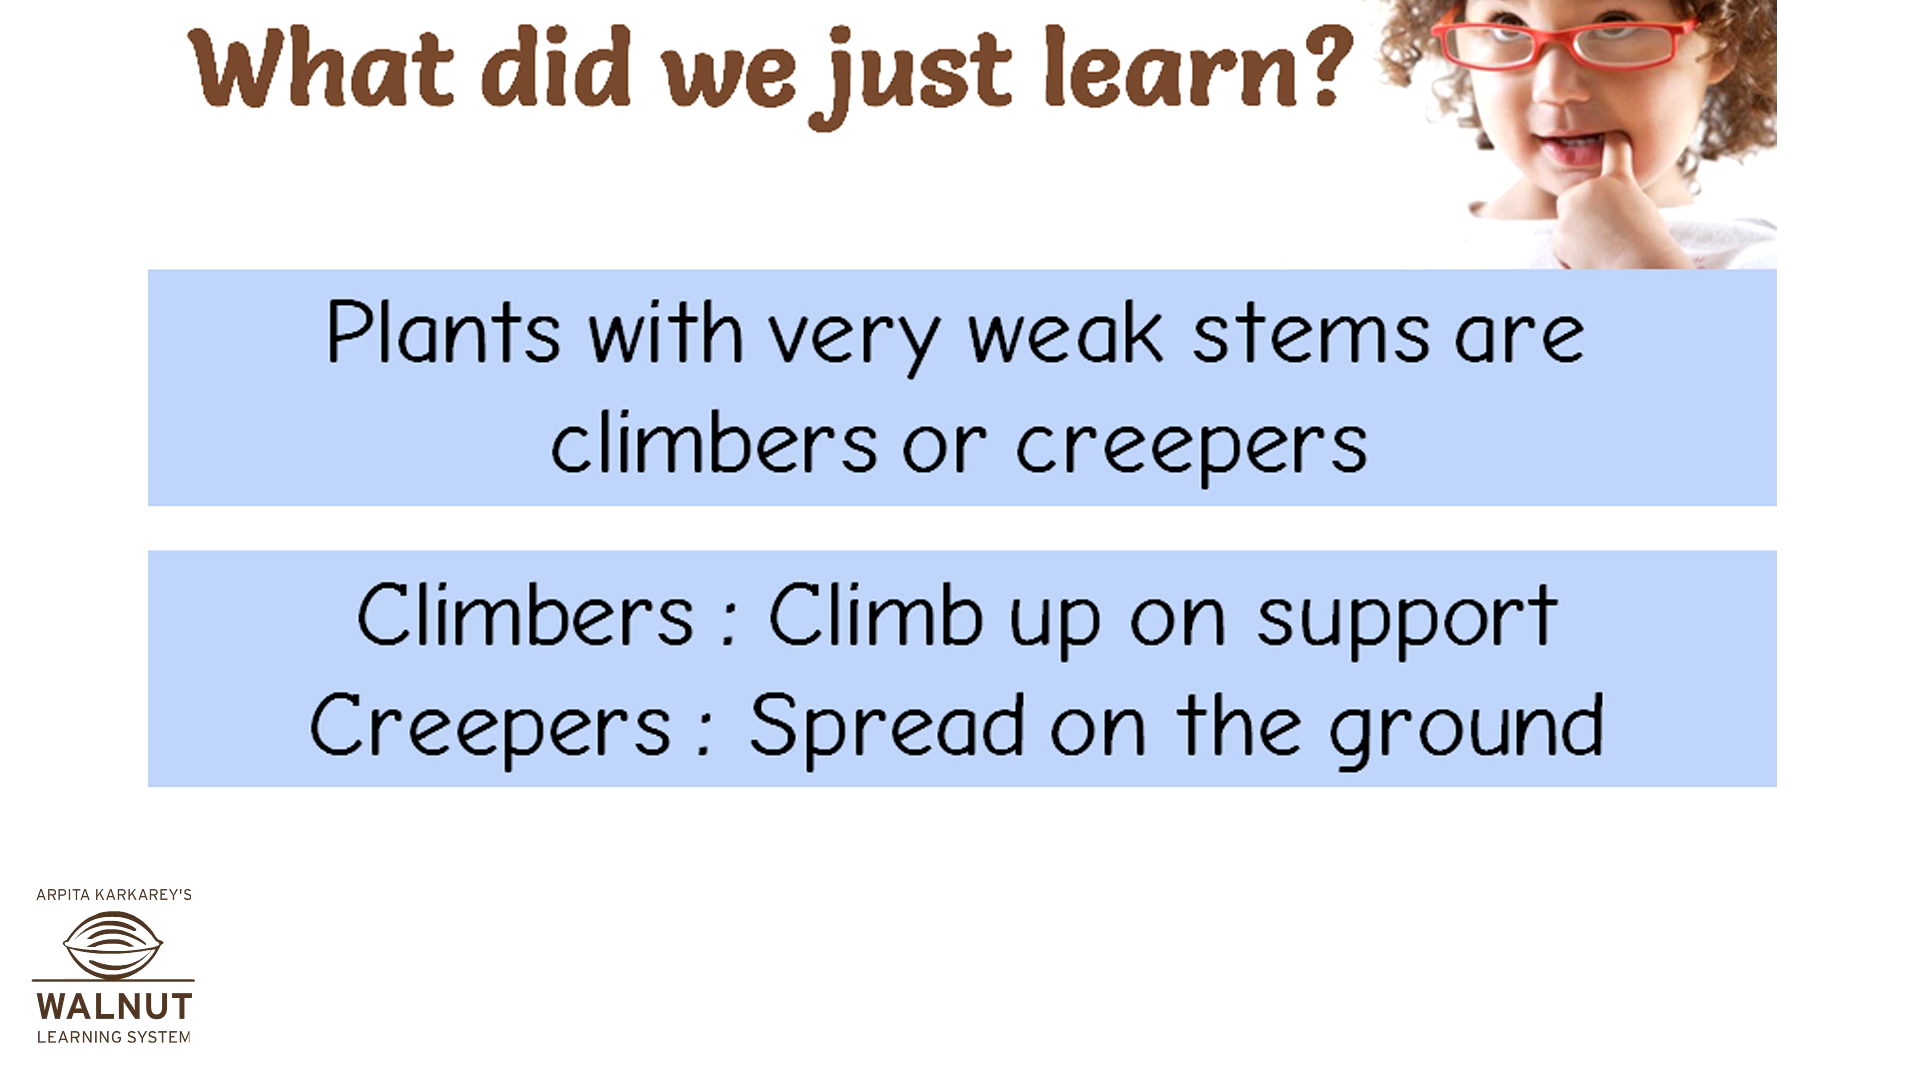 What did we just learn?
Plants with very weak stems are
climbers or creepers
Climbers : Climb up on support
Creepers : Spread on the ground
ARPITA KARKAREY'S
WALNUT
LEARNING SYSTEM